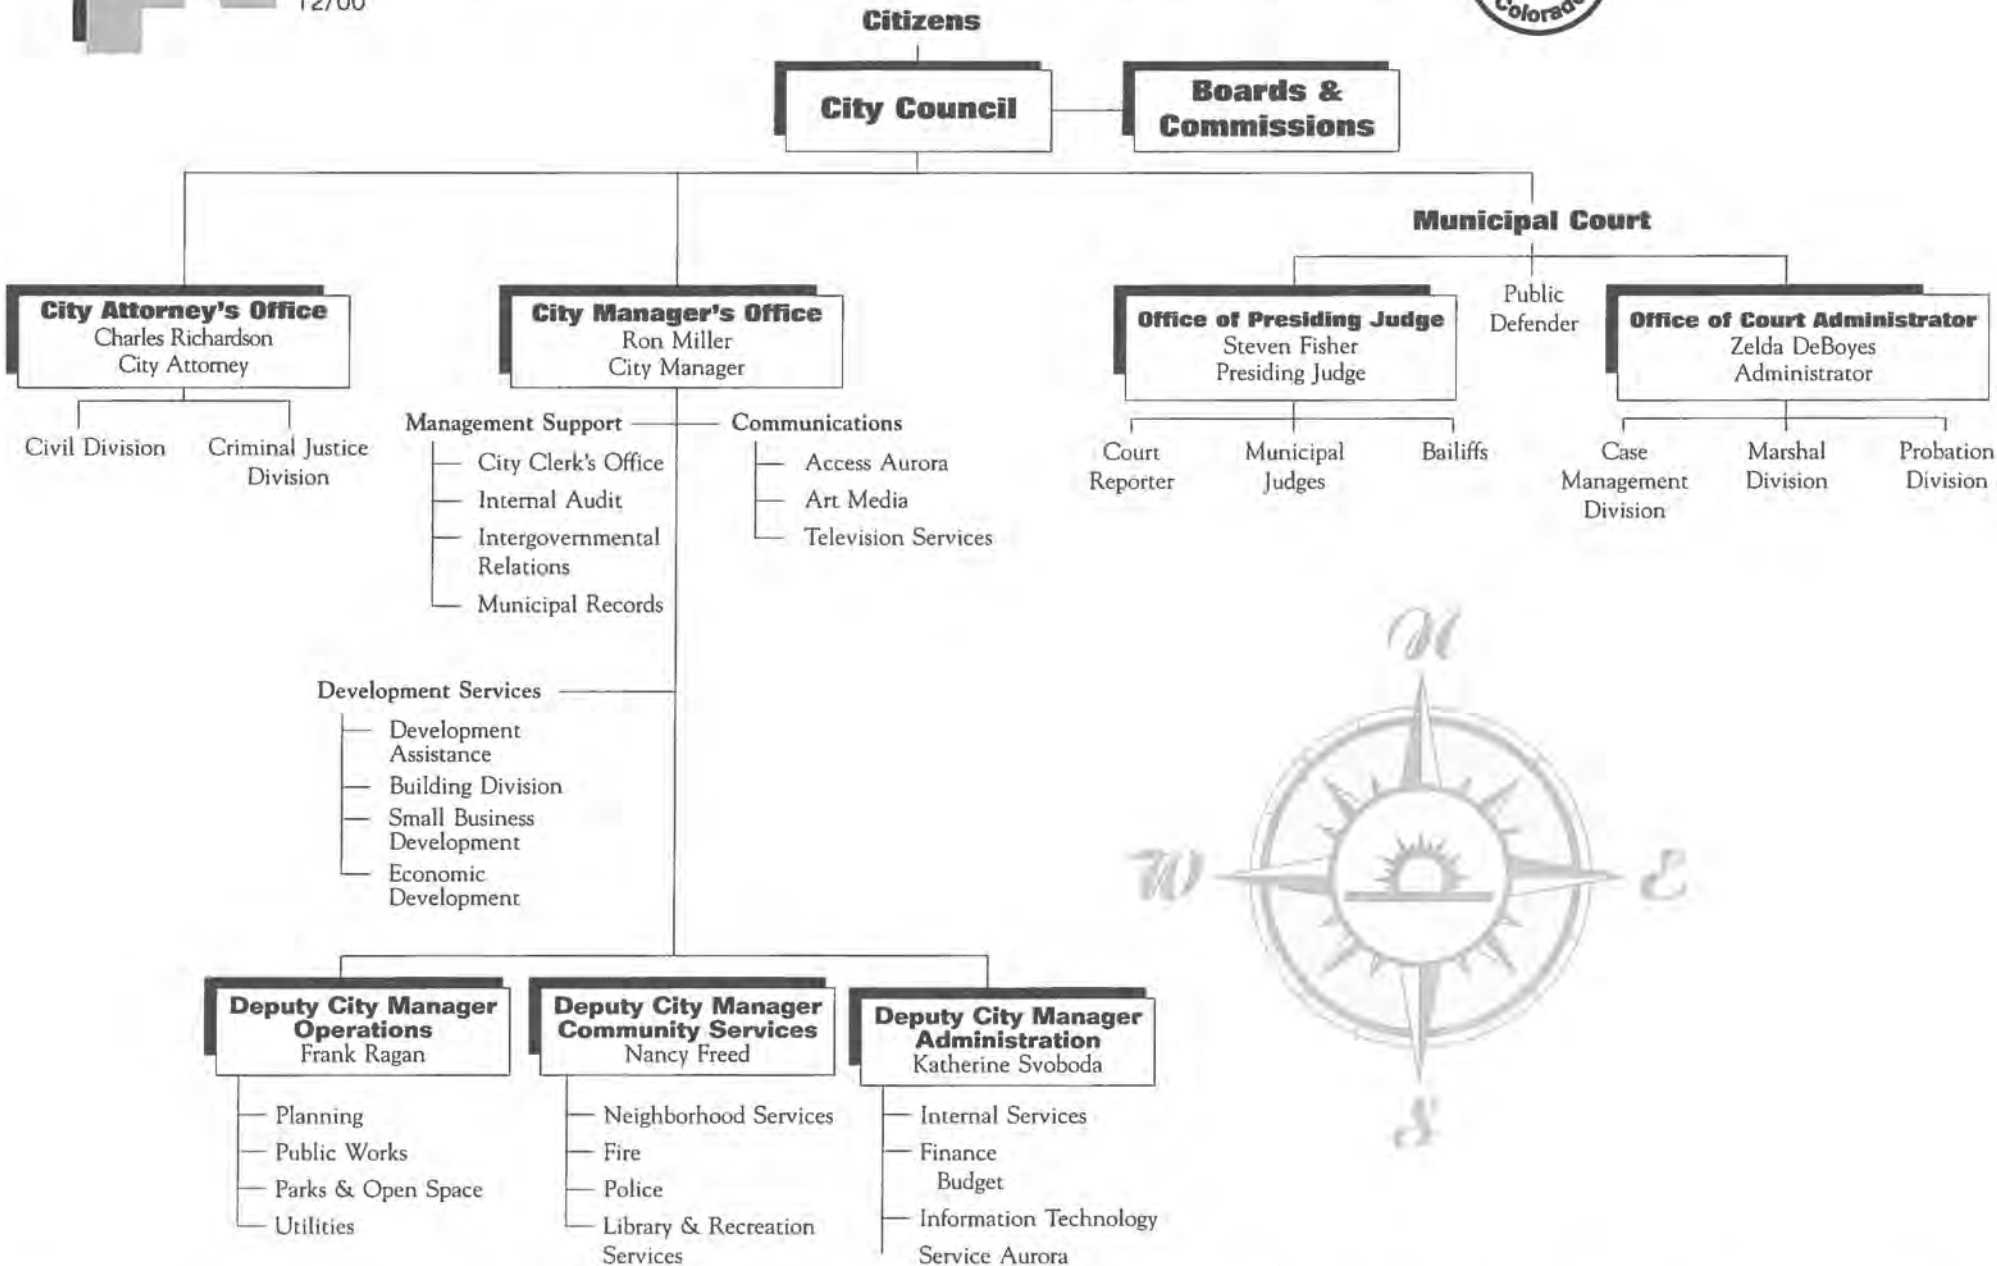 12/00
Colorado
Citizens
City Council
Boards &
Commissions
Municipal Court
City Attorney's Office
Charles Richardson
City Attorney
Civil Division
Criminal Justice
Division
City Manager's Office
Ron Miller
City Manager
Management Support
City Clerk's Office
Internal Audit
Intergovernmental
Relations
Municipal Records
Communications
Access Aurora
Art Media
Television Services
Office of Presiding Judge
Steven Fisher
Presiding Judge
Court
Reporter
Municipal
Judges
Bailiffs
Public
Defender
Office of Court Administrator
Zelda DeBoyes
Administrator
Case
Management
Division
Marshal
Division
Probation
Division
Development Services
Development
Assistance
Building Division
Small Business
Development
Economic
Development
N
W
E
S
Deputy City Manager
Operations
Frank Ragan
Planning
Public Works
Parks & Open Space
Utilities
Deputy City Manager
Community Services
Nancy Freed
Neighborhood Services
Fire
Police
Library & Recreation
Services
Deputy City Manager
Administration
Katherine Svoboda
Internal Services
Finance
Budget
Information Technology
Service Aurora